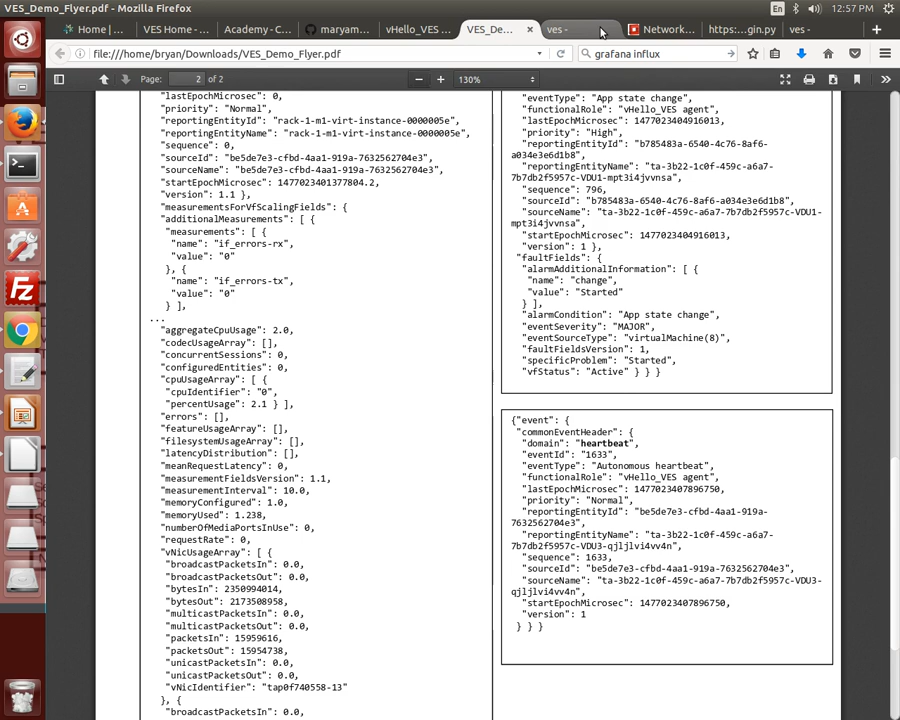 VES_Demo_Flyer.pdf - Mozilla Firefox
En
12:57 PM
Home | ...
VES Home - ...
Academy - C...
maryam...
vHello_VES ...
VES_De...
ves -
Network...
https:...gin.py
ves -
file:///home/bryan/Downloads/VES_Demo_Flyer.pdf
grafana influx
Page:
2
of 2
130%
"lastEpochMicrosec": 0,
"priority": "Normal",
"reportingEntityId": "rack-1-m1-virt-instance-0000005e",
"reportingEntityName": "rack-1-m1-virt-instance-0000005e",
"sequence": 0,
"sourceId": "be5de7e3-cfbd-4aa1-919a-7632562704e3",
"sourceName": "be5de7e3-cfbd-4aa1-919a-7632562704e3",
"startEpochMicrosec": 1477023401377804.2,
"version": 1.1 },
"measurementsForVfScalingFields": {
"additionalMeasurements": [ {
"measurements": [ {
"name": "if_errors-rx",
"value": "0"
}, {
"name": "if_errors-tx",
"value": "0"
} ],
...
"aggregateCpuUsage": 2.0,
"codecUsageArray": [],
"concurrentSessions": 0,
"configuredEntities": 0,
"cpuUsageArray": [ {
"cpuIdentifier": "0",
"percentUsage": 2.1 } ],
"errors": [],
"featureUsageArray": [],
"filesystemUsageArray": [],
"latencyDistribution": [],
"meanRequestLatency": 0,
"measurementFieldsVersion": 1.1,
"measurementInterval": 10.0,
"memoryConfigured": 1.0,
"memoryUsed": 1.238,
"numberOfMediaPortsInUse": 0,
"requestRate": 0,
"vNicUsageArray": [ {
"broadcastPacketsIn": 0.0,
"broadcastPacketsOut": 0.0,
"bytesIn": 2350994014,
"bytesOut": 2173508958,
"multicastPacketsIn": 0.0,
"multicastPacketsOut": 0.0,
"packetsIn": 15959616,
"packetsOut": 15954738,
"unicastPacketsIn": 0.0,
"unicastPacketsOut": 0.0,
"vNicIdentifier": "tap0f740558-13"
}, {
"broadcastPacketsIn": 0.0,
"eventType": "App state change",
"functionalRole": "vHello_VES agent",
"lastEpochMicrosec": 1477023404916013,
"priority": "High",
"reportingEntityId": "b785483a-6540-4c76-8af6-
a034e3e6d1b8",
"reportingEntityName": "ta-3b22-1c0f-459c-a6a7-
7b7db2f5957c-VDU1-mpt3i4jvvnsa",
"sequence": 796,
"sourceId": "b785483a-6540-4c76-8af6-a034e3e6d1b8",
"sourceName": "ta-3b22-1c0f-459c-a6a7-7b7db2f5957c-VDU1-
mpt3i4jvvnsa",
"startEpochMicrosec": 1477023404916013,
"version": 1 },
"faultFields": {
"alarmAdditionalInformation": [ {
"name": "change",
"value": "Started"
} ],
"alarmCondition": "App state change",
"eventSeverity": "MAJOR",
"eventSourceType": "virtualMachine(8)",
"faultFieldsVersion": 1,
"specificProblem": "Started",
"vfStatus": "Active" } } }
{"event": {
"commonEventHeader": {
"domain": "heartbeat",
"eventId": "1633",
"eventType": "Autonomous heartbeat",
"functionalRole": "vHello_VES agent",
"lastEpochMicrosec": 1477023407896750,
"priority": "Normal",
"reportingEntityId": "be5de7e3-cfbd-4aa1-919a-
7632562704e3",
"reportingEntityName": "ta-3b22-1c0f-459c-a6a7-
7b7db2f5957c-VDU3-qjljlvi4vv4n",
"sequence": 1633,
"sourceId": "be5de7e3-cfbd-4aa1-919a-7632562704e3",
"sourceName": "ta-3b22-1c0f-459c-a6a7-7b7db2f5957c-VDU3-
qjljlvi4vv4n",
"startEpochMicrosec": 1477023407896750,
"version": 1
} } }